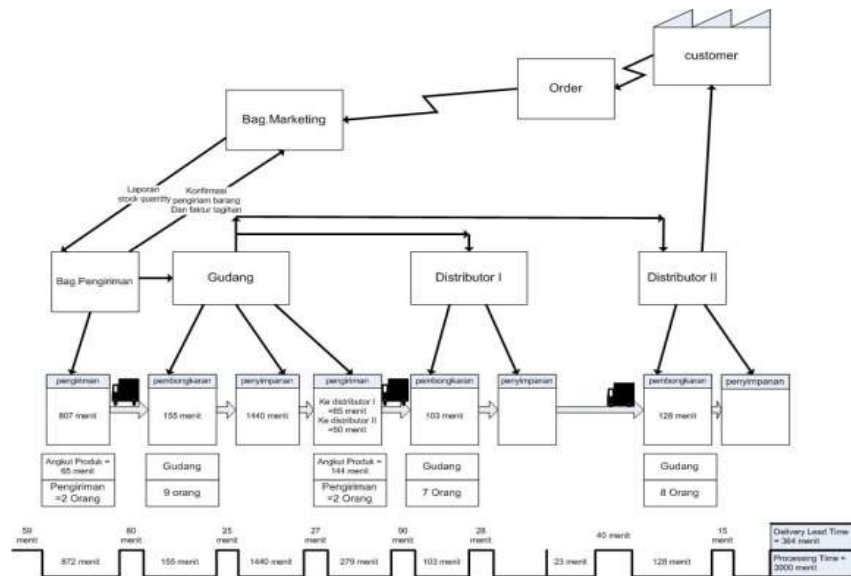 customer
Order
Bag.Marketing
Laporan
stock quantity
Konfirmasi
pengiriam barang
Dan faktur tagihan
Bag.Pengiriman
Gudang
Distributor I
Distributor II
pengiriman
807 menit
pembongkaran
155 menit
penyimpanan
1440 menit
pengiriman
Ke distributor I
=85 menit
Ke distributor II
=50 menit
pembongkaran
103 menit
penyimpanan
pembongkaran
128 menit
penyimpanan
Angkut Produk =
65 menit
Pengiriman
=2 Orang
Gudang
9 orang
Angkut Produk =
144 menit
Pengiriman
=2 Orang
Gudang
7 Orang
Gudang
8 Orang
59
menit
80
menit
25
menit
27
menit
90
menit
28
menit
40 menit
15
menit
Delivery Lead Time
= 364 menit
872 menit
155 menit
1440 menit
279 menit
103 menit
23 menit
128 menit
Processing Time =
3000 menit